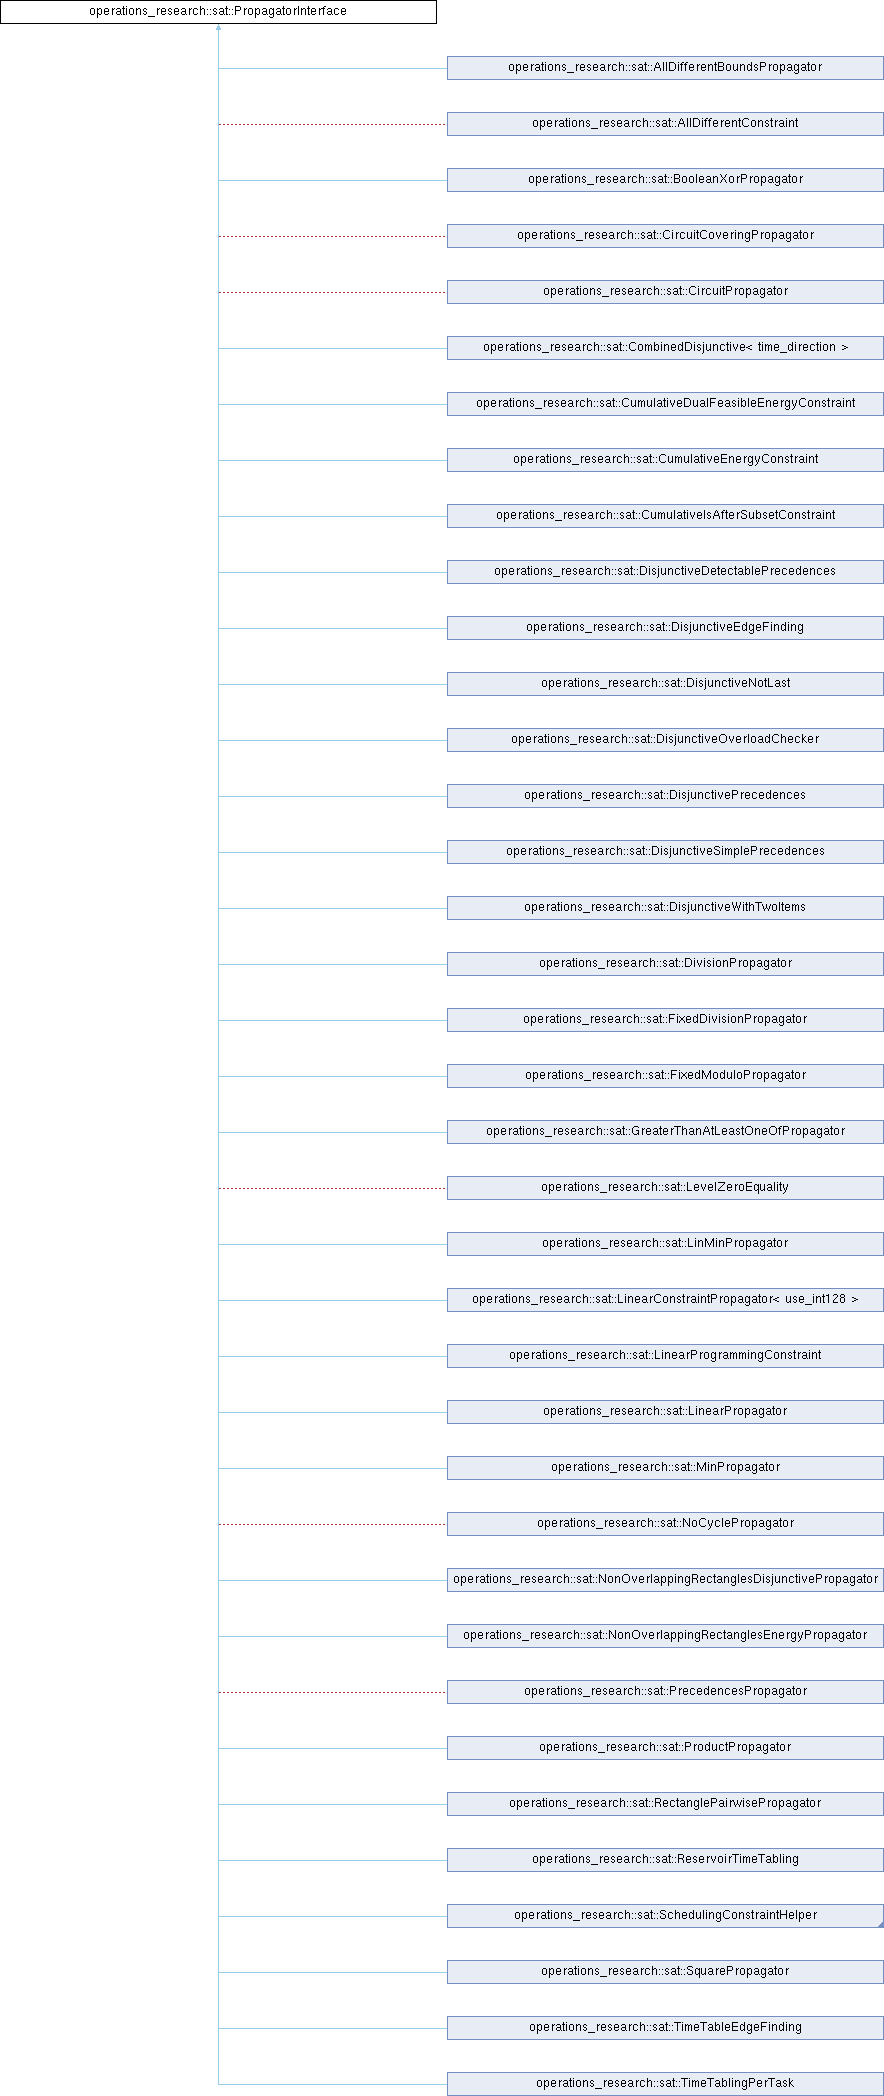 operations_research::sat::PropagatorInterface
operations_research::sat::AllDifferentBoundsPropagator
operations_research::sat::AllDifferentConstraint
operations_research::sat::BooleanXorPropagator
operations_research::sat::CircuitCoveringPropagator
operations_research::sat::CircuitPropagator
operations_research::sat::CombinedDisjunctive< time_direction >
operations_research::sat::CumulativeDualFeasibleEnergyConstraint
operations_research::sat::CumulativeEnergyConstraint
operations_research::sat::CumulativeIsAfterSubsetConstraint
operations_research::sat::DisjunctiveDetectablePrecedences
operations_research::sat::DisjunctiveEdgeFinding
operations_research::sat::DisjunctiveNotLast
operations_research::sat::DisjunctiveOverloadChecker
operations_research::sat::DisjunctivePrecedences
operations_research::sat::DisjunctiveSimplePrecedences
operations_research::sat::DisjunctiveWithTwoItems
operations_research::sat::DivisionPropagator
operations_research::sat::FixedDivisionPropagator
operations_research::sat::FixedModuloPropagator
operations_research::sat::GreaterThanAtLeastOneOfPropagator
operations_research::sat::LevelZeroEquality
operations_research::sat::LinMinPropagator
operations_research::sat::LinearConstraintPropagator< use_int128 >
operations_research::sat::LinearProgrammingConstraint
operations_research::sat::LinearPropagator
operations_research::sat::MinPropagator
operations_research::sat::NoCyclePropagator
operations_research::sat::NonOverlappingRectanglesDisjunctivePropagator
operations_research::sat::NonOverlappingRectanglesEnergyPropagator
operations_research::sat::PrecedencesPropagator
operations_research::sat::ProductPropagator
operations_research::sat::RectanglePairwisePropagator
operations_research::sat::ReservoirTimeTabling
operations_research::sat::SchedulingConstraintHelper
operations_research::sat::SquarePropagator
operations_research::sat::TimeTableEdgeFinding
operations_research::sat::TimeTablingPerTask